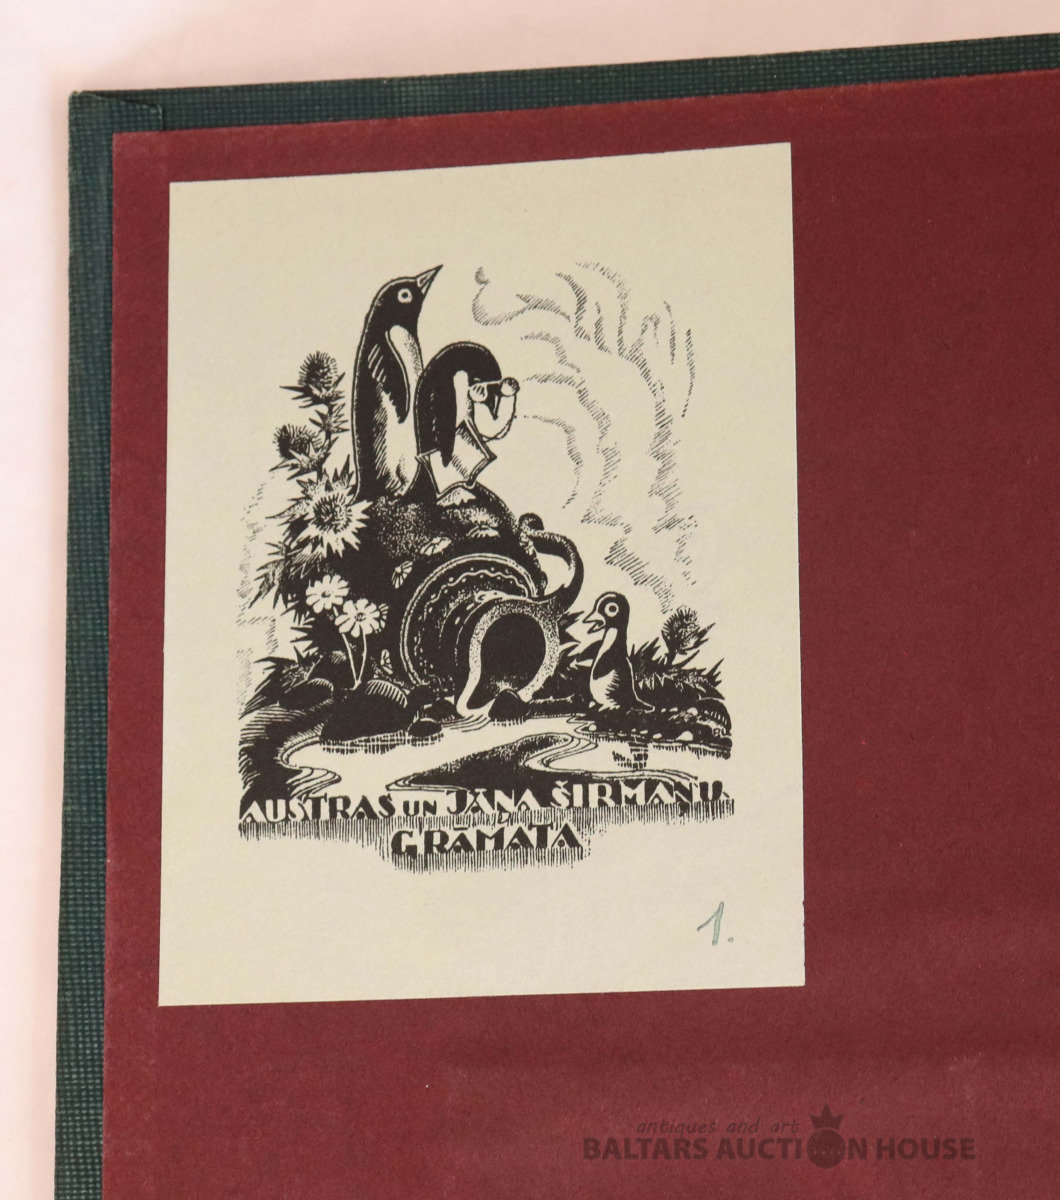 AUSTRAS UN JĀŅA ŠIRMAŅU
GRĀMATA
1.
antiques and art
BALTARS AUCTION HOUSE